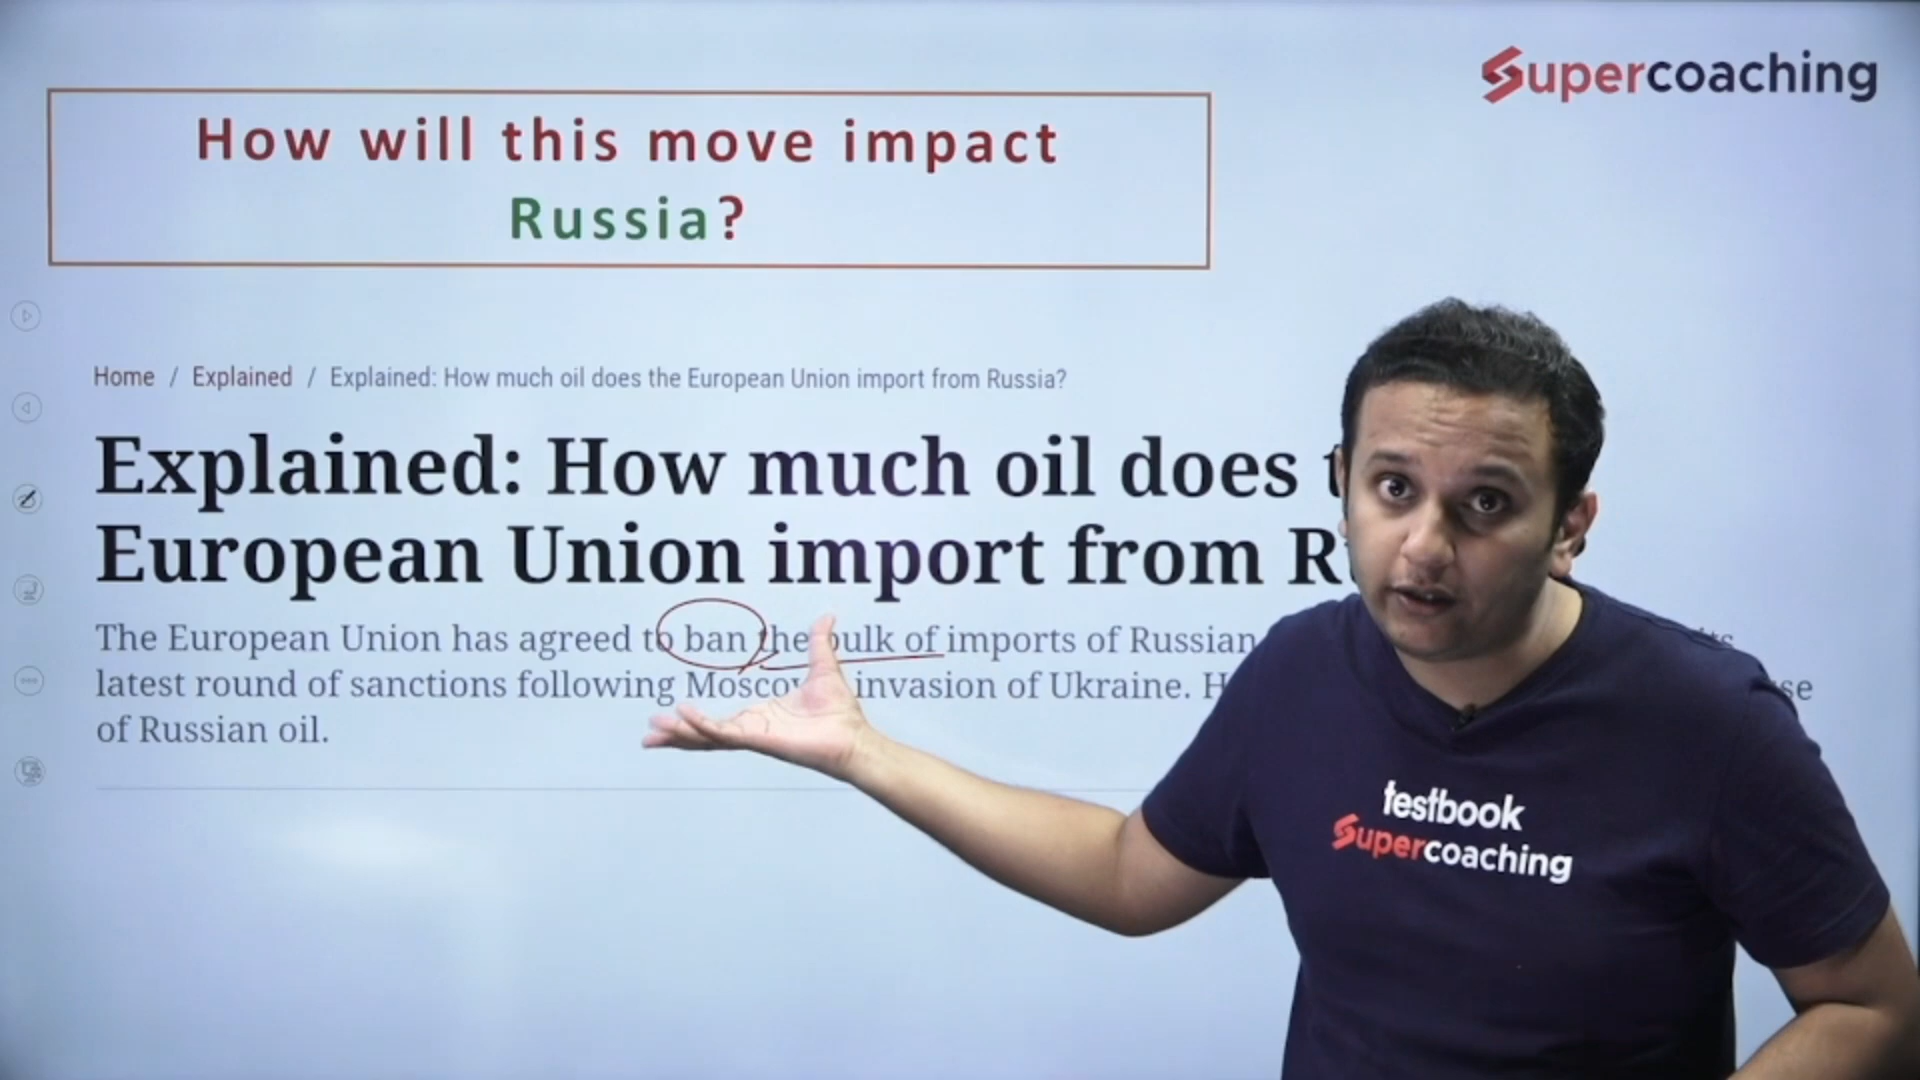 Supercoaching
How will this move impact
Russia?
Home / Explained / Explained: How much oil does the European Union import from Russia?
Explained: How much oil does
European Union import from
The European Union has agreed to ban the bulk of imports of Russian
latest round of sanctions following invasion of Ukraine.
of Russian oil.
testbook
Supercoaching